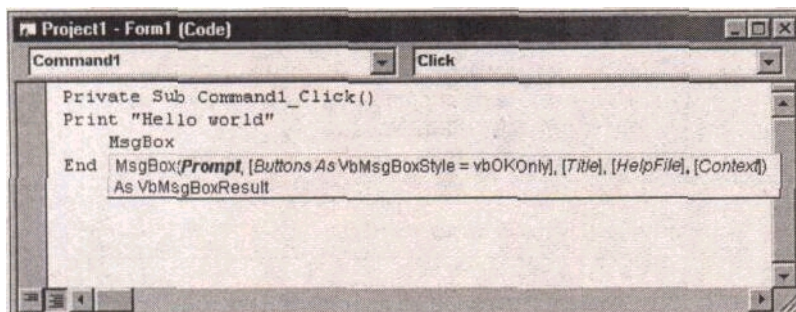 Project1 - Form1 (Code)
Command1 Click
Private Sub Command1_Click()
Print "Hello world"
MsgBox
End MsgBox(Prompt, [Buttons As VbMsgBoxStyle = vbOKOnly], [Title], [HelpFile], [Context])
As VbMsgBoxResult